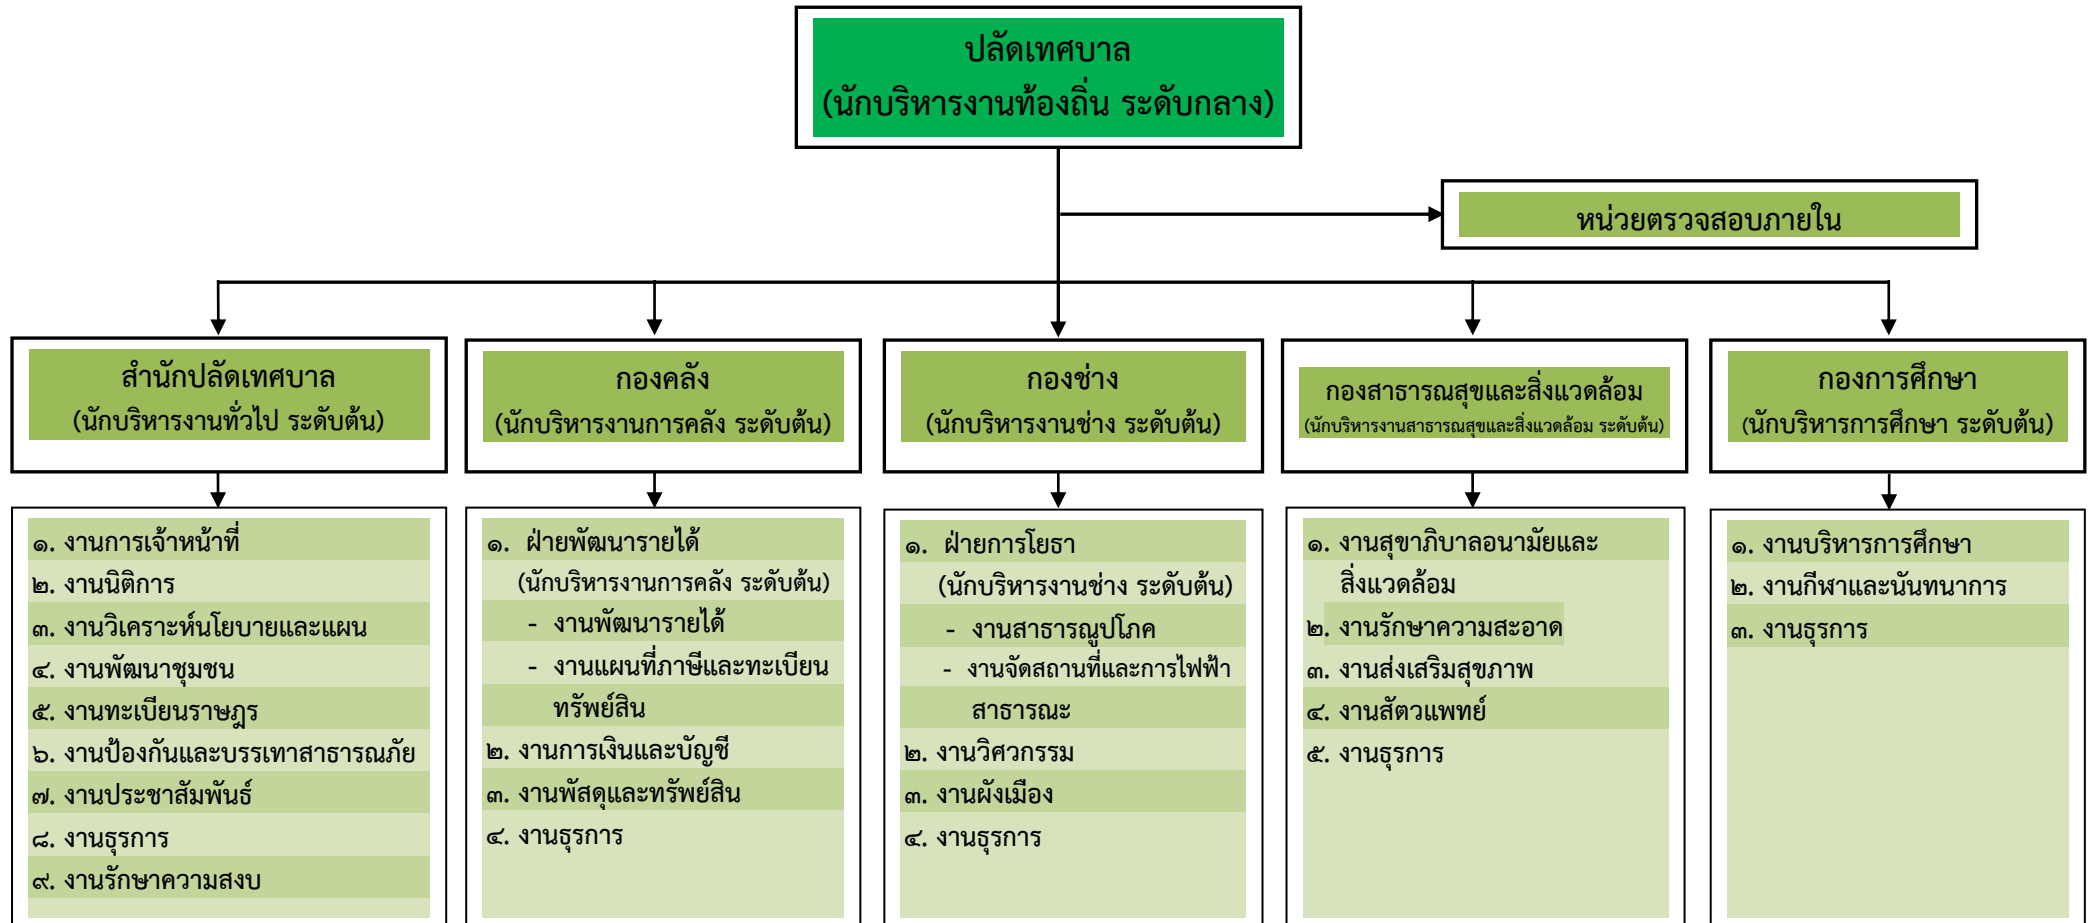 ปลัดเทศบาล
(นักบริหารงานท้องถิ่น ระดับกลาง)
หน่วยตรวจสอบภายใน
สำนักปลัดเทศบาล
(นักบริหารงานทั่วไป ระดับต้น)
กองคลัง
(นักบริหารงานการคลัง ระดับต้น)
กองช่าง
(นักบริหารงานช่าง ระดับต้น)
กองสาธารณสุขและสิ่งแวดล้อม
(นักบริหารงานสาธารณสุขและสิ่งแวดล้อม ระดับต้น)
กองการศึกษา
(นักบริหารการศึกษา ระดับต้น)
๑. งานการเจ้าหน้าที่
๒. งานนิติการ
๓. งานวิเคราะห์นโยบายและแผน
๔. งานพัฒนาชุมชน
๕. งานทะเบียนราษฎร
๖. งานป้องกันและบรรเทาสาธารณภัย
๗. งานประชาสัมพันธ์
๘. งานธุรการ
๙. งานรักษาความสงบ
๑. ฝ่ายพัฒนารายได้
(นักบริหารงานการคลัง ระดับต้น)
- งานพัฒนารายได้
- งานแผนที่ภาษีและทะเบียน
ทรัพย์สิน
๒. งานการเงินและบัญชี
๓. งานพัสดุและทรัพย์สิน
๔. งานธุรการ
๑. ฝ่ายการโยธา
(นักบริหารงานช่าง ระดับต้น)
- งานสาธารณูปโภค
- งานจัดสถานที่และการไฟฟ้า
สาธารณะ
๒. งานวิศวกรรม
๓. งานผังเมือง
๔. งานธุรการ
๑. งานสุขาภิบาลอนามัยและ
สิ่งแวดล้อม
๒. งานรักษาความสะอาด
๓. งานส่งเสริมสุขภาพ
๔. งานสัตวแพทย์
๕. งานธุรการ
๑. งานบริหารการศึกษา
๒. งานกีฬาและนันทนาการ
๓. งานธุรการ